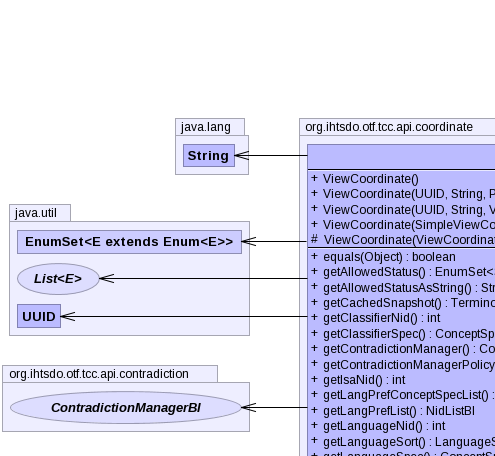 java.lang
String
java.util
EnumSet<E extends Enum<E>>
List<E>
UUID
org.ihtsdo.otf.tcc.api.contradiction
ContradictionManagerBI
org.ihtsdo.otf.tcc.api.coordinate
+ ViewCoordinate()
+ ViewCoordinate(UUID, String, P
+ ViewCoordinate(UUID, String, V
+ ViewCoordinate(SimpleViewCo
# ViewCoordinate(ViewCoordinat
+ equals(Object) : boolean
+ getAllowedStatus() : EnumSet<
+ getAllowedStatusAsString() : Str
+ getCachedSnapshot() : Termino
+ getClassifierNid() : int
+ getClassifierSpec() : ConceptSp
+ getContradictionManager() : Co
+ getContradictionManagerPolicy
+ getIsaNid() : int
+ getLangPrefConceptSpecList() :
+ getLangPrefList() : NidListBI
+ getLanguageNid() : int
+ getLanguageSort() : LanguageS
+ getLanguageSpec() : ConceptSp